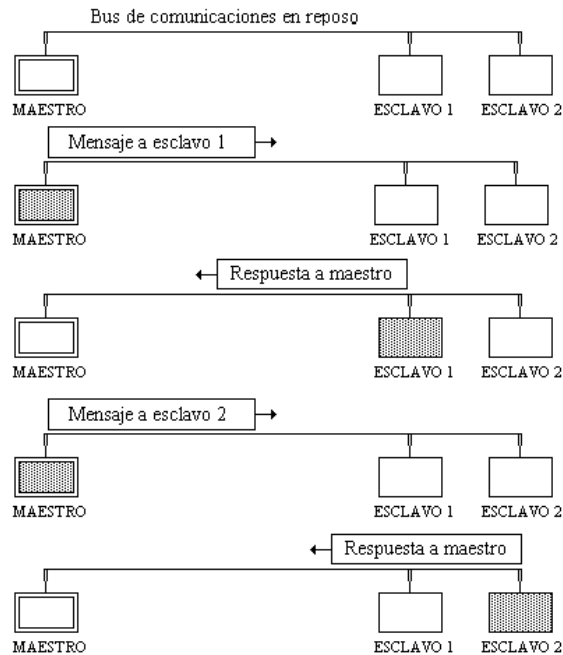 Bus de comunicaciones en reposo
MAESTRO ESCLAVO 1 ESCLAVO 2
Mensaje a esclavo 1
MAESTRO ESCLAVO 1 ESCLAVO 2
Respuesta a maestro
MAESTRO ESCLAVO 1 ESCLAVO 2
Mensaje a esclavo 2
MAESTRO ESCLAVO 1 ESCLAVO 2
Respuesta a maestro
MAESTRO ESCLAVO 1 ESCLAVO 2